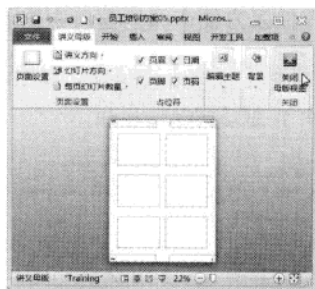 员工培训方案05.pptx - Micros...
文件 讲义母版 开始 插入 审阅 视图 开发工具 加载项
讲义方向 页眉 日期
幻灯片方向 页脚 页码
每页幻灯片数量
页面设置 编辑主题 背景 关闭母版视图
页面设置 占位符 关闭
讲义母版 "Training" 22%